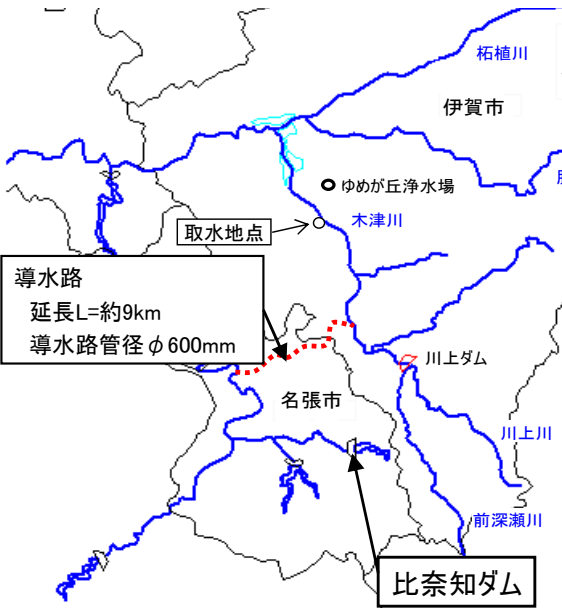 柘植川
伊賀市
ゆめが丘浄水場
取水地点
木津川
導水路
延長L=約9km
導水路管径φ600mm
川上ダム
名張市
川上川
前深瀬川
比奈知ダム